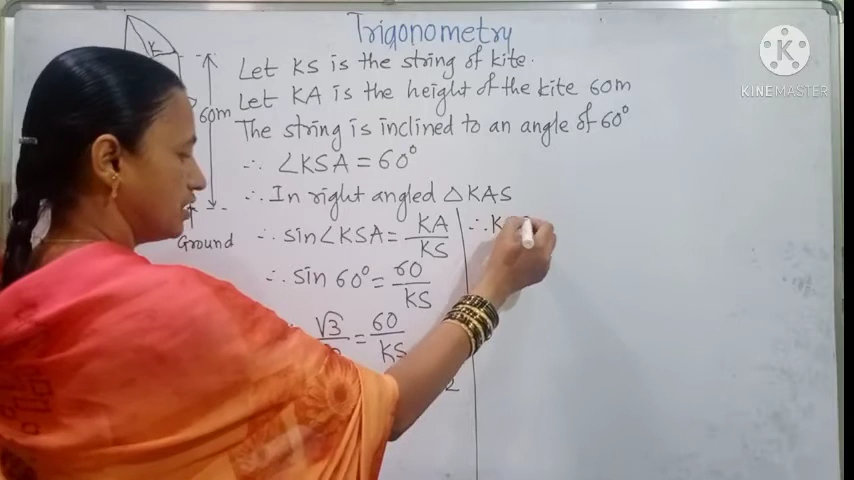 Trigonometry
K
60m
Ground
Let KS is the string of kite.
Let KA is the height of the kite 60m
The string is inclined to an angle of 60°
∴ ∠KSA = 60°
∴ In right angled △KAS
∴ sin∠KSA = KA/KS
∴ sin 60° = 60/KS
√3 = 60/KS
2
∴ K
K
KINEMASTER